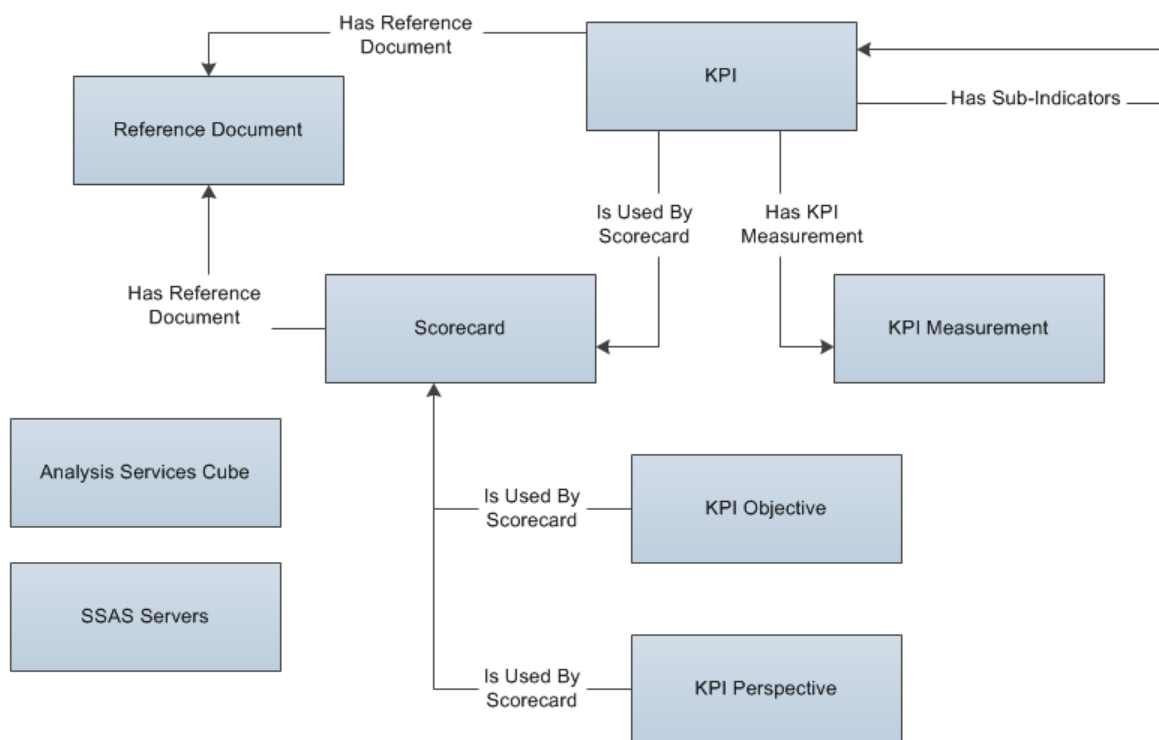 Has Reference
Document
KPI
Has Sub-Indicators
Reference Document
Is Used By
Scorecard
Has KPI
Measurement
Has Reference
Document
Scorecard
KPI Measurement
Analysis Services Cube
Is Used By
Scorecard
KPI Objective
SSAS Servers
Is Used By
Scorecard
KPI Perspective